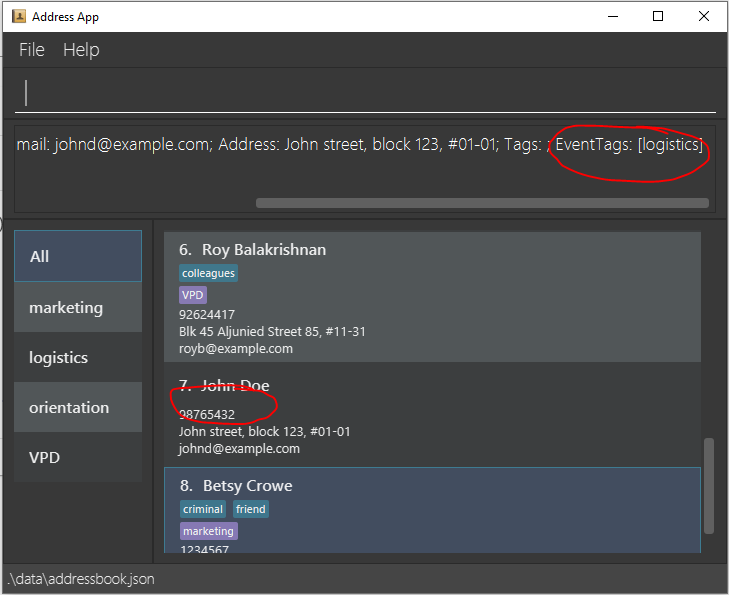 Address App
File Help
mail: johnd@example.com; Address: John street, block 123, #01-01; Tags: ; EventTags: [logistics]
All
marketing
logistics
orientation
VPD
6. Roy Balakrishnan
colleagues
VPD
92624417
Blk 45 Aljunied Street 85, #11-31
royb@example.com
7. John Doe
98765432
John street, block 123, #01-01
johnd@example.com
8. Betsy Crowe
criminal friend
marketing
1234567
.\data\addressbook.json